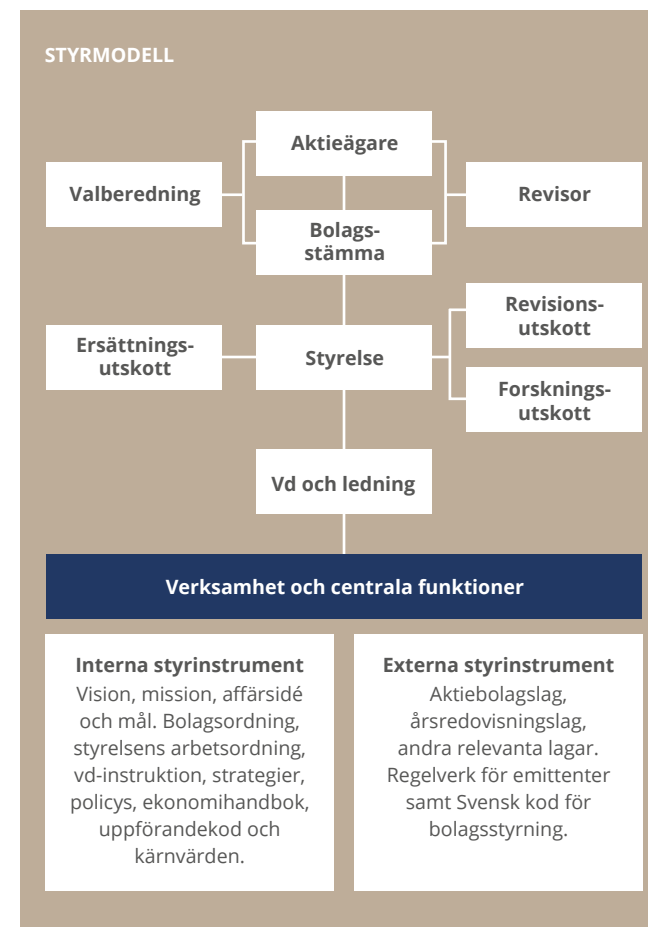 STYRMODELL
Aktieägare
Valberedning
Revisor
Bolags-
stämma
Revisions-
utskott
Ersättnings-
utskott
Styrelse
Forsknings-
utskott
Vd och ledning
Verksamhet och centrala funktioner
Interna styrinstrument
Vision, mission, affärsidé
och mål. Bolagsordning,
styrelsens arbetsordning,
vd-instruktion, strategier,
policys, ekonomihandbok,
uppförandekod och
kärnvärden.
Externa styrinstrument
Aktiebolagslag,
årsredovisningslag,
andra relevanta lagar.
Regelverk för emittenter
samt Svensk kod för
bolagsstyrning.